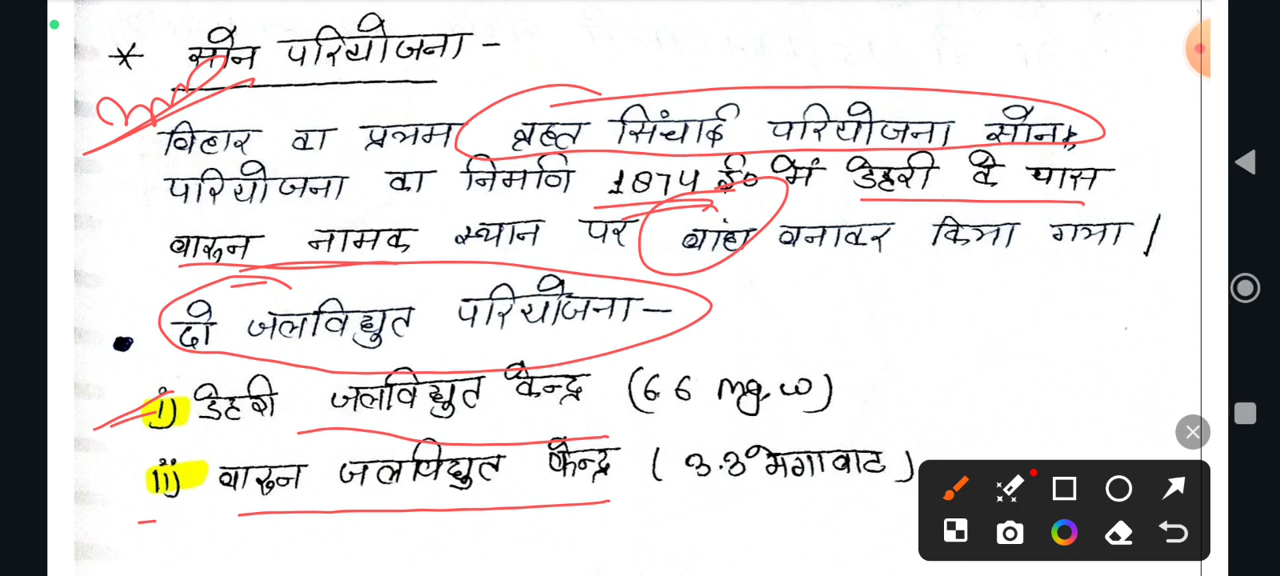 * सोन परियोजना -
बिहार का प्रथम वृहत सिंचाई परियोजना सोन
परियोजना का निर्माण 1874 ई० में डेहरी के पास
बारुन नामक स्थान पर बांध बनाकर किया गया।
दो जलविद्युत परियोजना -
i) डेहरी जलविद्युत केन्द्र (6.6 mg.w)
ii) बारुन जलविद्युत केन्द्र (3.3 मेगावाट)